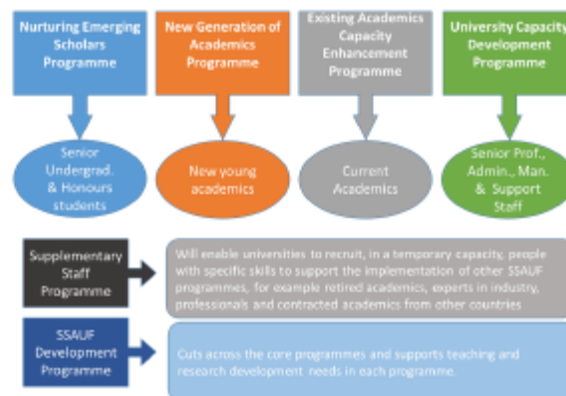 Nurturing Emerging
Scholars
Programme
New Generation of
Academics
Programme
Existing Academics
Capacity
Enhancement
Programme
University Capacity
Development
Programme
Senior
Undergrad.
& Honours
students
New young
academics
Current
Academics
Senior Prof.,
Admin., Man.
& Support
Staff
Supplementary
Staff
Programme
Will enable universities to recruit, in a temporary capacity, people
with specific skills to support the implementation of other SSAUF
programmes, for example retired academics, experts in industry,
professionals and contracted academics from other countries
SSAUF
Development
Programme
Cuts across the core programmes and supports teaching and
research development needs in each programme.